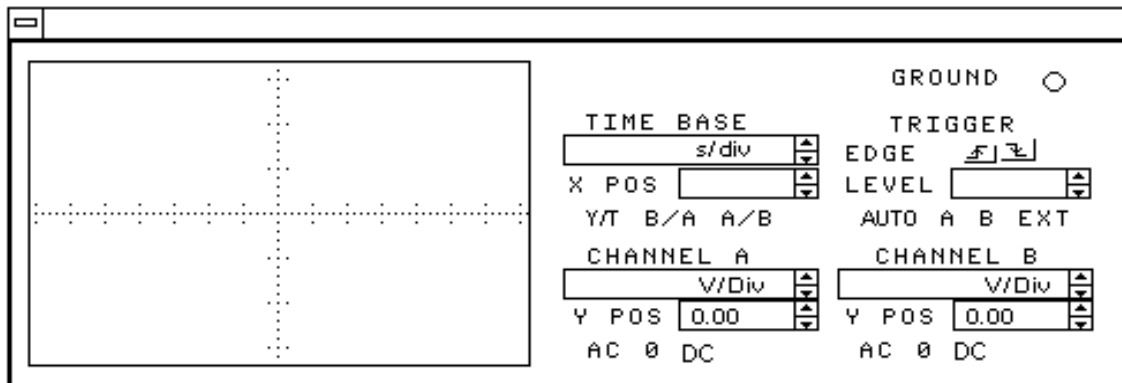 GROUND
TIME BASE
s/div
X POS
Y/T B/A A/B
TRIGGER
EDGE
LEVEL
AUTO A B EXT
CHANNEL A
V/Div
Y POS 0.00
AC 0 DC
CHANNEL B
V/Div
Y POS 0.00
AC 0 DC